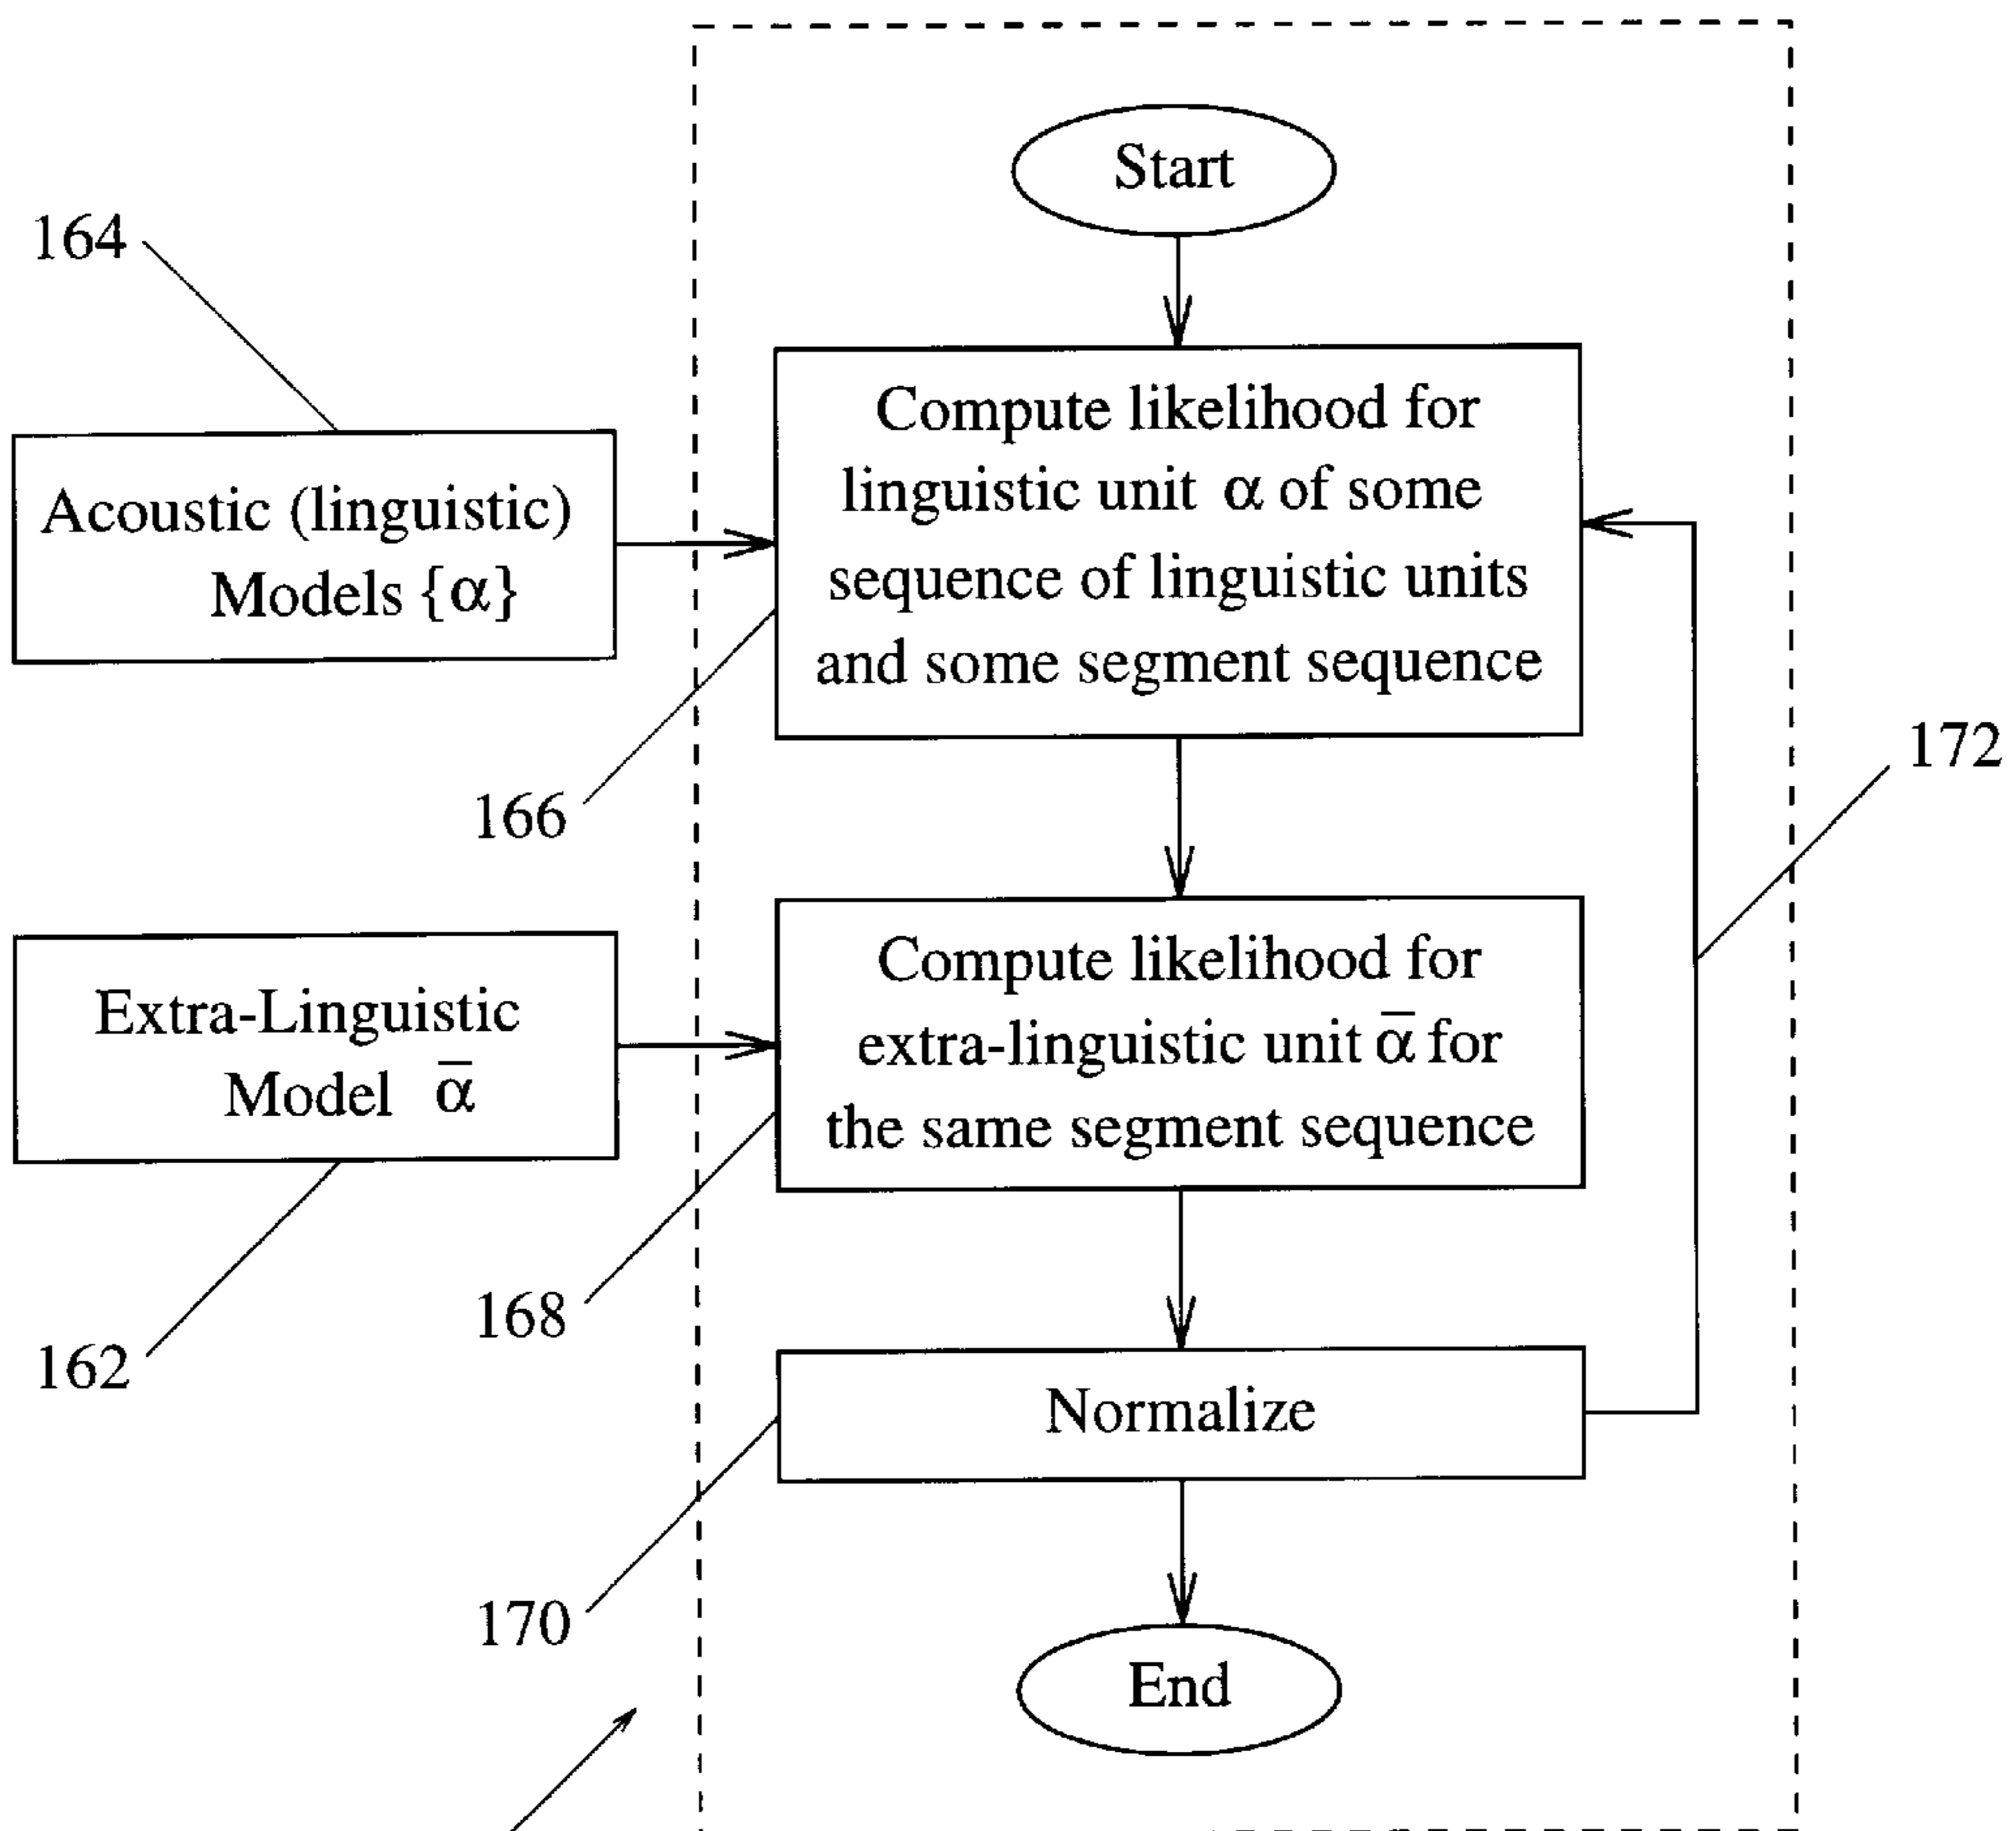 Start
164
Compute likelihood for
linguistic unit α of some
sequence of linguistic units
and some segment sequence
Acoustic (linguistic)
Models {α}
172
166
Compute likelihood for
extra-linguistic unit ᾱ for
the same segment sequence
Extra-Linguistic
Model ᾱ
168
162
Normalize
170
End